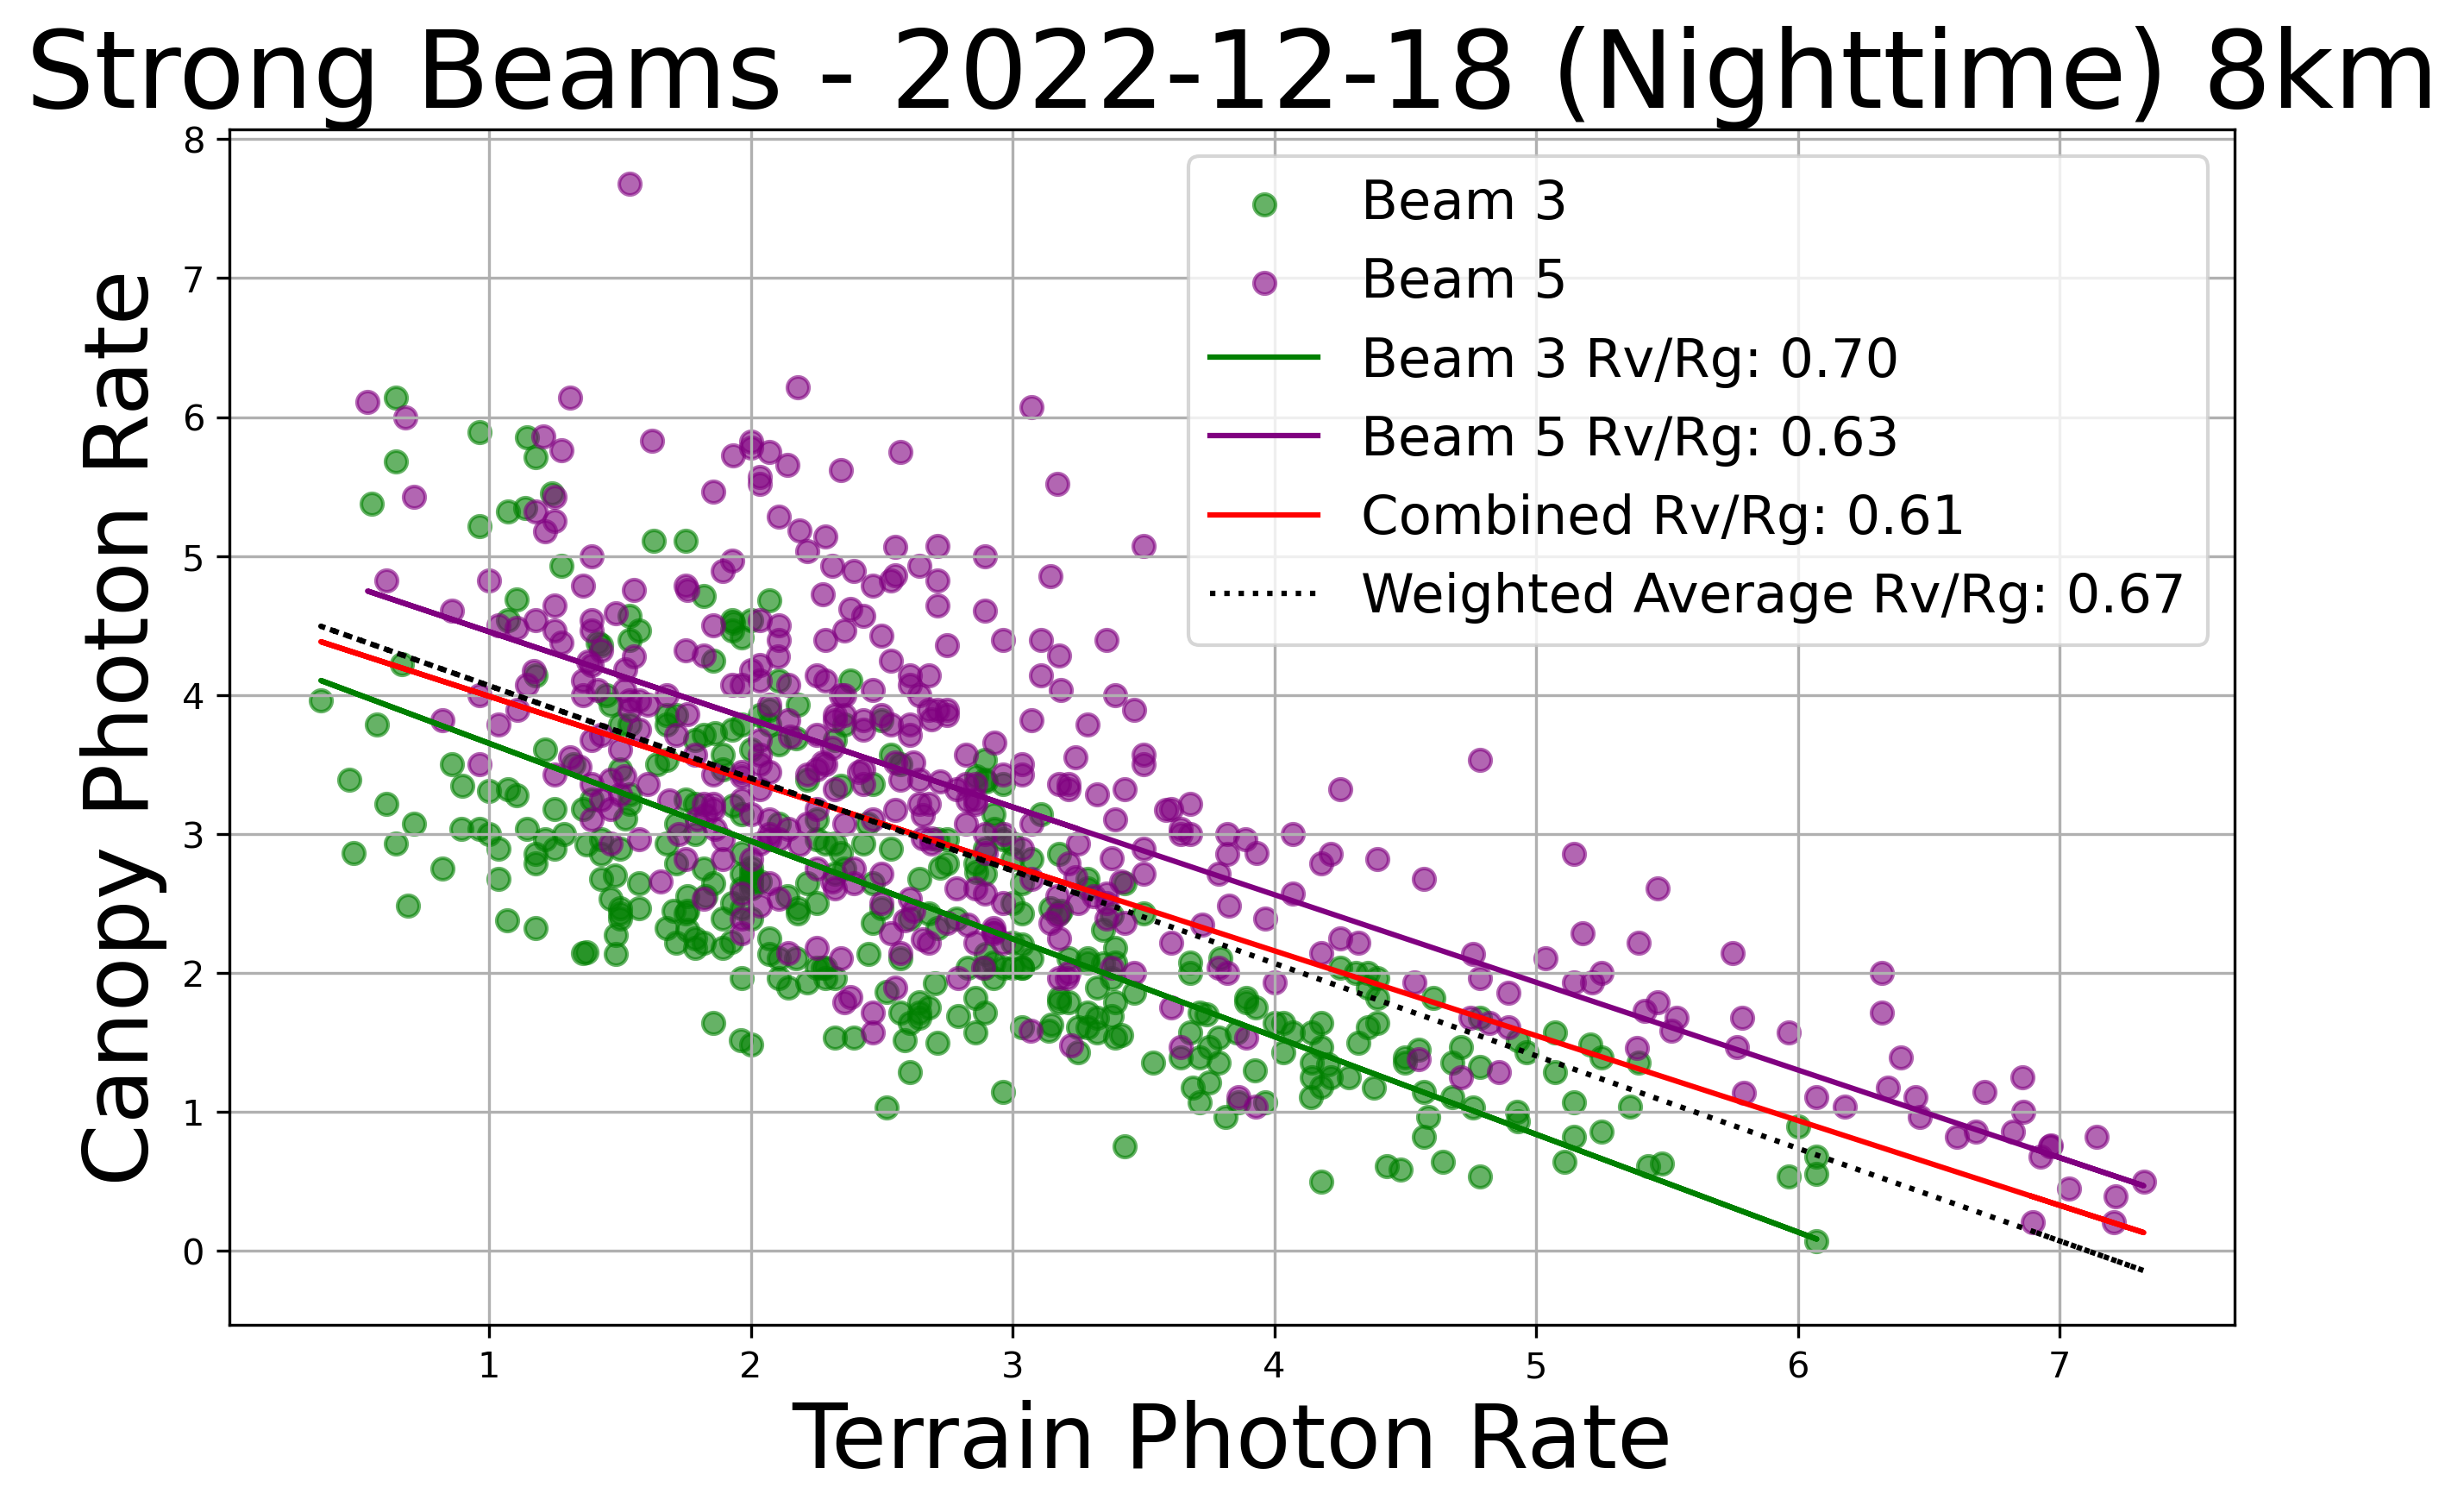 Strong Beams - 2022-12-18 (Nighttime) 8km
Canopy Photon Rate
8
7
6
5
4
3
2
1
0
Beam 3
Beam 5
Beam 3 Rv/Rg: 0.70
Beam 5 Rv/Rg: 0.63
Combined Rv/Rg: 0.61
Weighted Average Rv/Rg: 0.67
1 2 3 4 5 6 7
Terrain Photon Rate